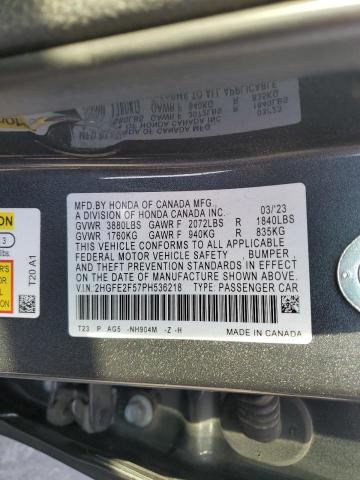 MFD.BY HONDA OF CANADA MFG., 03/'23
A DIVISION OF HONDA CANADA INC.
GVWR 3880LBS GAWR F 2072LBS R 1840LBS
GVWR 1760KG GAWR F 940KG R 835KG
THIS VEHICLE CONFORMS TO ALL APPLICABLE
FEDERAL MOTOR VEHICLE SAFETY, BUMPER
AND THEFT PREVENTION STANDARDS IN EFFECT ON
THE DATE OF MANUFACTURE SHOWN ABOVE.
V.I.N: 2HGFE2F57PH536218 TYPE: PASSENGER CAR
T23 P AG5 -NH904M -Z -H
MADE IN CANADA
T20 A1